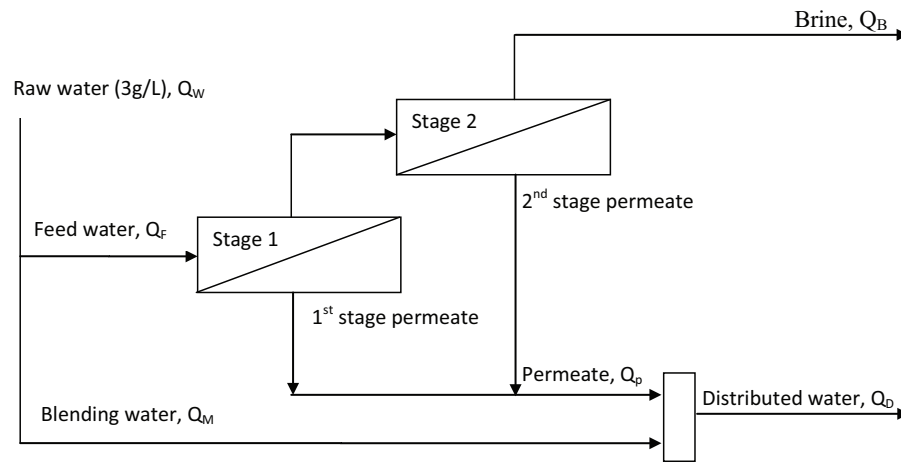 Brine, Q_B
Raw water (3g/L), Q_W
Stage 2
2nd stage permeate
Feed water, Q_F
Stage 1
1st stage permeate
Permeate, Q_p
Distributed water, Q_D
Blending water, Q_M